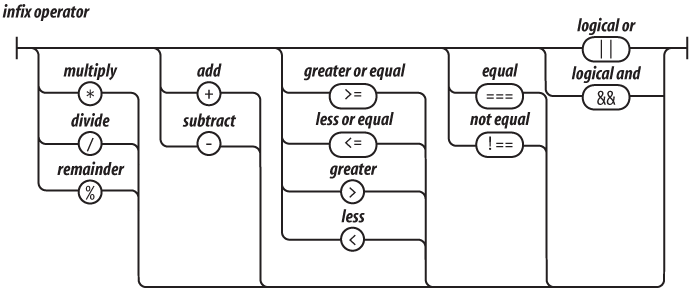 infix operator
logical or
||
multiply
add
greater or equal
equal
logical and
*
+
>=
===
&&
divide
subtract
less or equal
not equal
/
-
<=
!==
remainder
greater
%
>
less
<